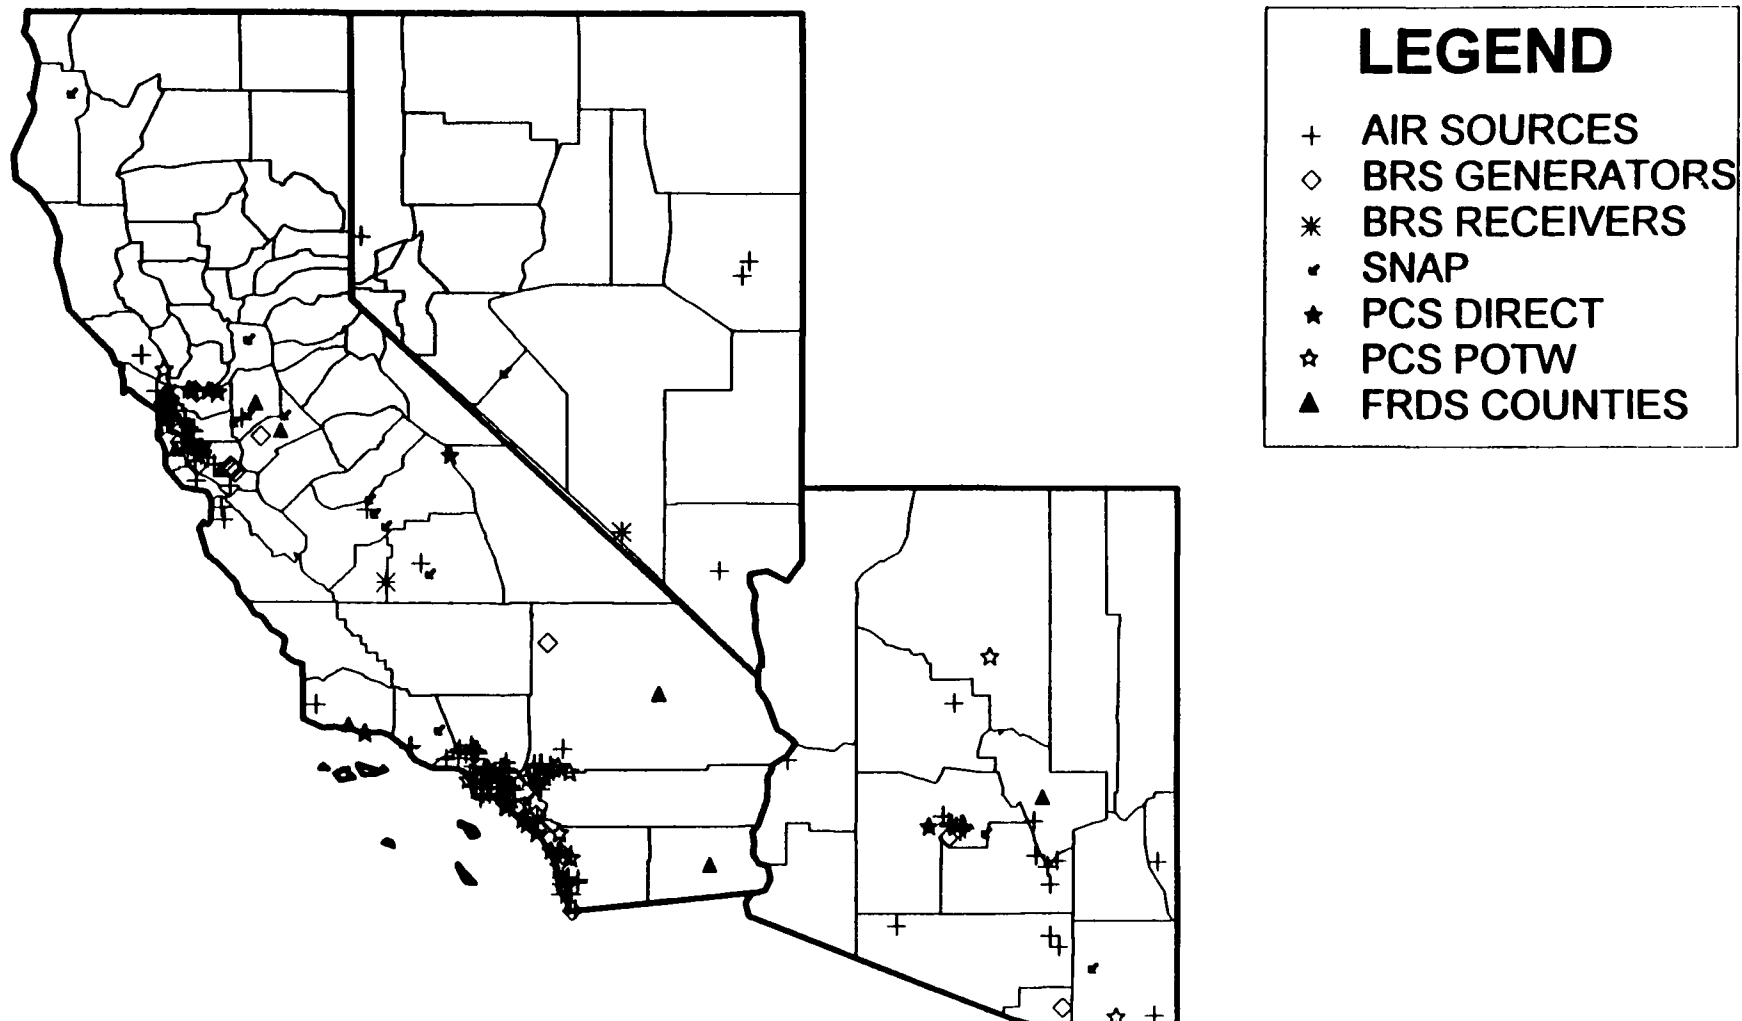 LEGEND
AIR SOURCES
BRS GENERATORS
BRS RECEIVERS
SNAP
PCS DIRECT
PCS POTW
FRDS COUNTIES